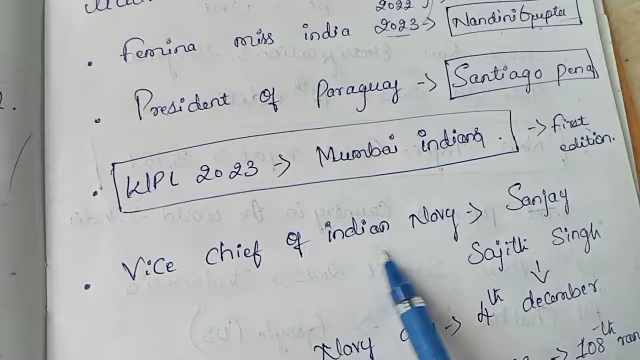 2022
• Femina miss india 2023 → Nandini Gupta
• President of Paraguay → Santiago pena
• KIPL 2023 → Mumbai indians. → first edition.
• Vice chief of indian Navy → Sanjay
Sajith Singh
↓
Navy → 4th december
→ 108th